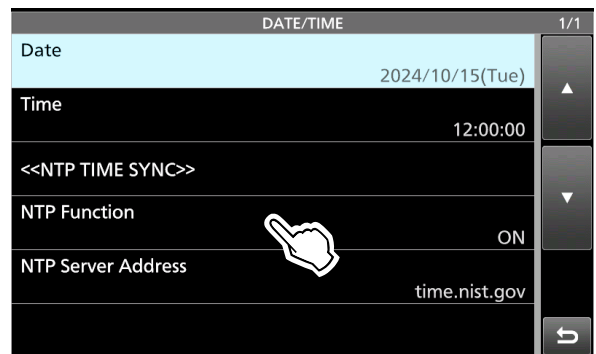 DATE/TIME 1/1
Date
2024/10/15(Tue)
Time
12:00:00
<<NTP TIME SYNC>>
NTP Function
ON
NTP Server Address
time.nist.gov